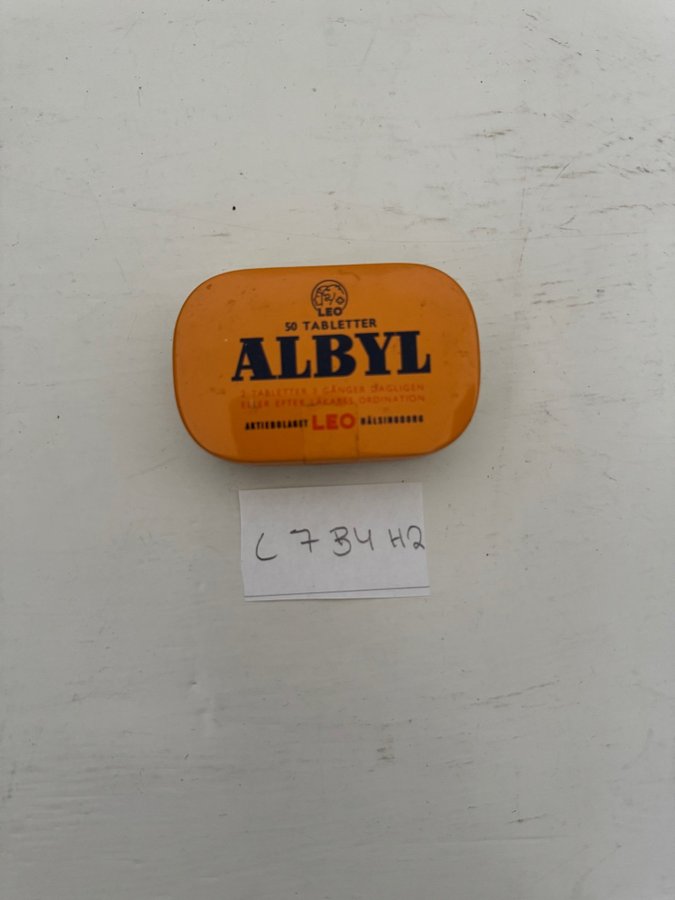 LEO
50 TABLETTER
ALBYL
2 TABLETTER 3 GÅNGER DAGLIGEN
ELLER EFTER LÄKARES ORDINATION
AKTIEBOLAGET LEO HÄLSINGBORG
C 7 B4 H2